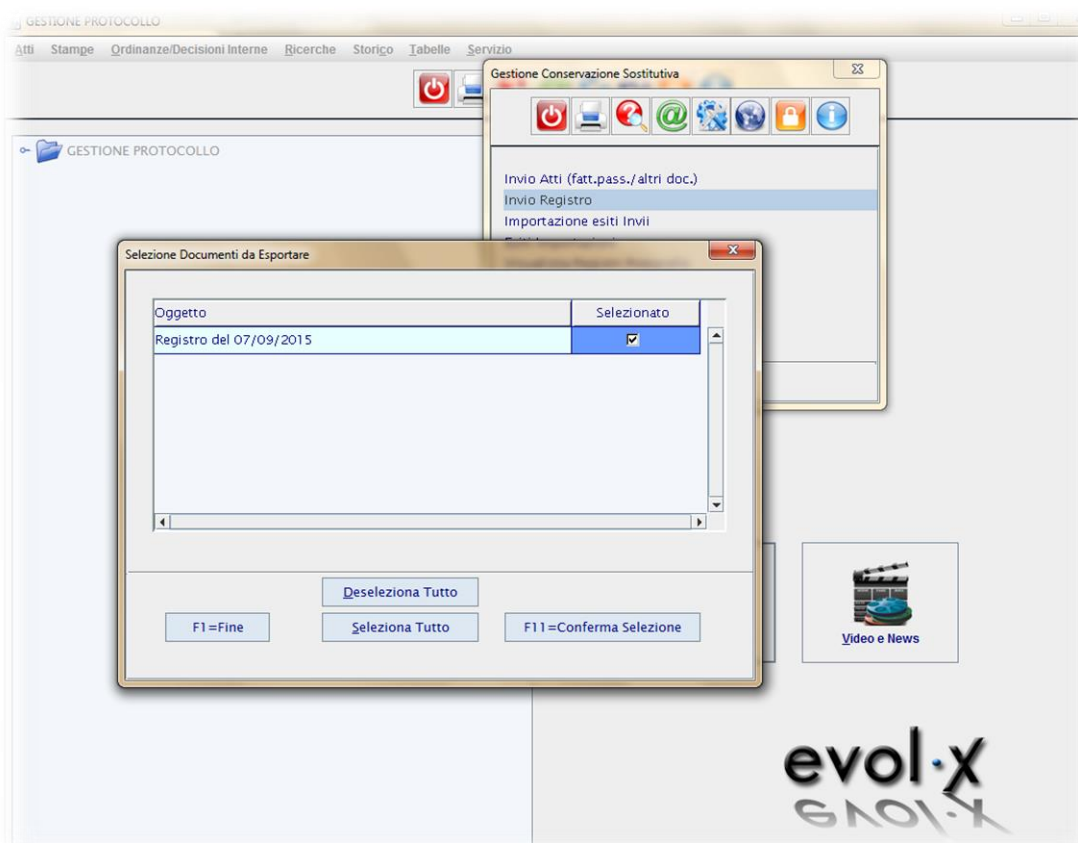 GESTIONE PROTOCOLLO
Atti Stampe Ordinanze/Decisioni Interne Ricerche Storico Tabelle Servizio
Gestione Conservazione Sostitutiva
GESTIONE PROTOCOLLO
Invio Atti (fatt.pass./altri doc.)
Invio Registro
Importazione esiti Invii
Selezione Documenti da Esportare
Oggetto Selezionato
Registro del 07/09/2015
Deseleziona Tutto
F1=Fine Seleziona Tutto F11=Conferma Selezione
Video e News
evol·x